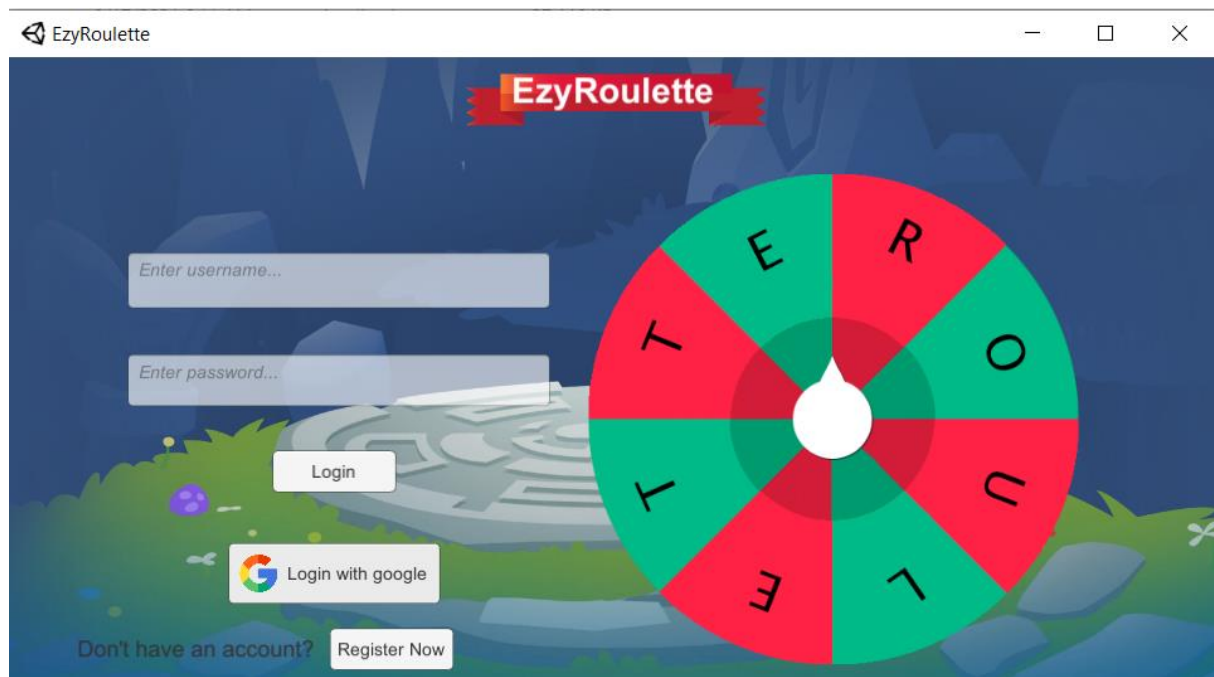 EzyRoulette
EzyRoulette
Enter username...
Enter password...
Login
Login with google
Don't have an account? Register Now
R
O
U
L
E
T
T
E